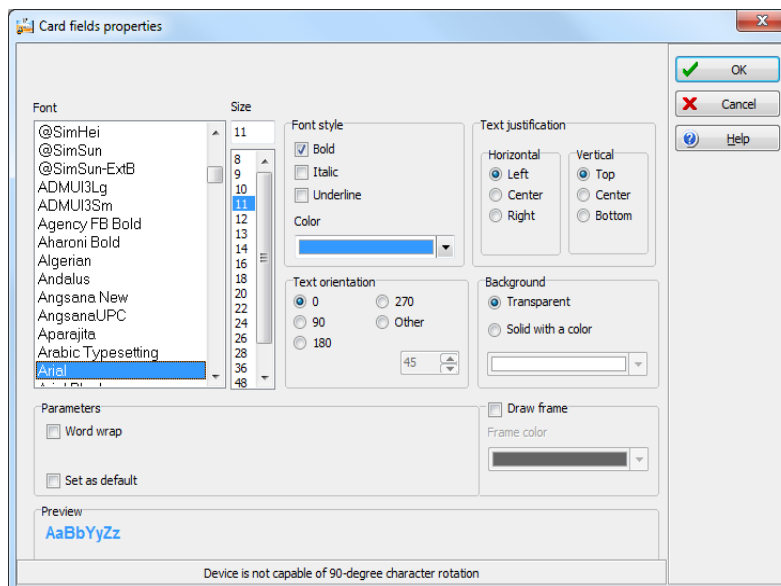 Card fields properties
OK
Cancel
Help
Font
@SimHei
@SimSun
@SimSun-ExtB
ADMUI3Lg
ADMUI3Sm
Agency FB Bold
Aharoni Bold
Algerian
Andalus
Angsana New
AngsanaUPC
Aparajita
Arabic Typesetting
Arial
Size
11
8
9
10
11
12
13
14
16
18
20
22
24
26
28
36
48
Font style
Bold
Italic
Underline
Color
Text justification
Horizontal
Left
Center
Right
Vertical
Top
Center
Bottom
Text orientation
0
90
180
270
Other
45
Background
Transparent
Solid with a color
Parameters
Word wrap
Set as default
Draw frame
Frame color
Preview
AaBbYyZz
Device is not capable of 90-degree character rotation